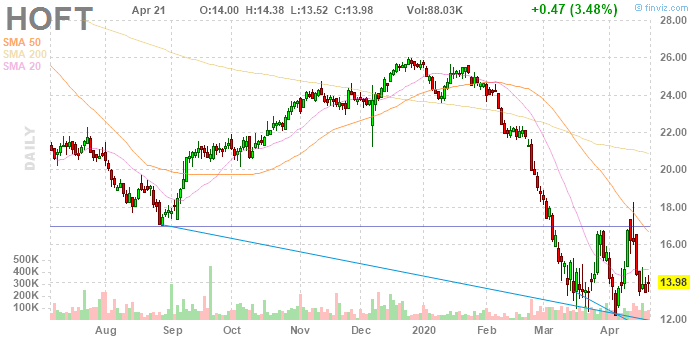 HOFT
Apr 21 O:14.00 H:14.38 L:13.52 C:13.98 Vol:88.03K +0.47 (3.48%)
© finviz.com
SMA 50
SMA 200
SMA 20
DAILY
28.00
26.00
24.00
22.00
20.00
18.00
16.00
13.98
12.00
500K
400K
300K
200K
100K
Aug Sep Oct Nov Dec 2020 Feb Mar Apr